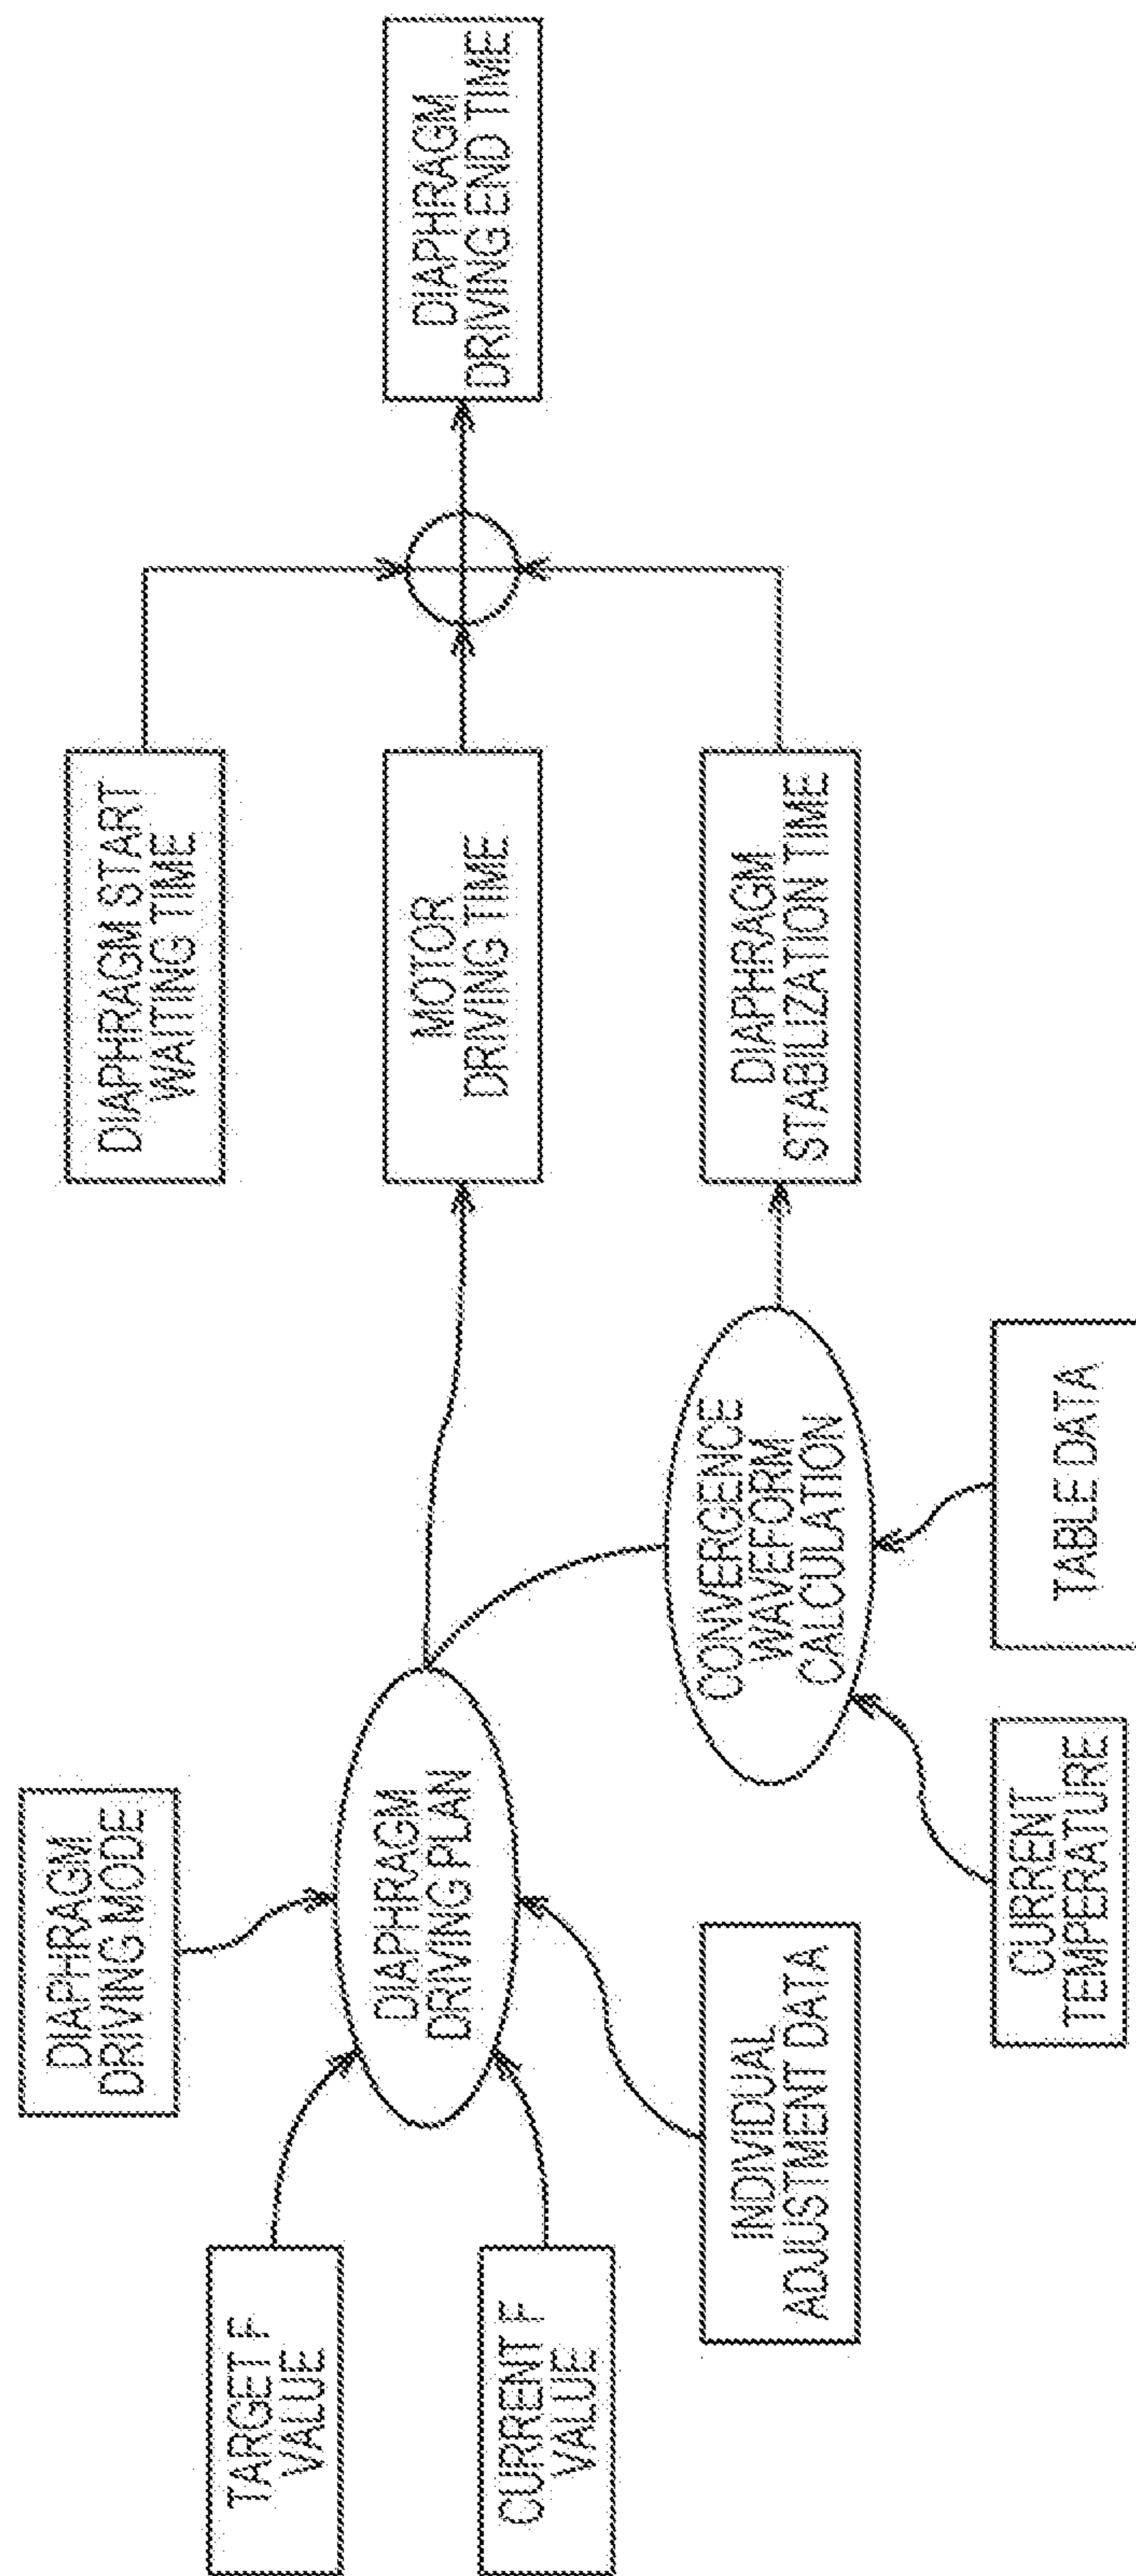 TARGET F
VALUE
CURRENT F
VALUE
DIAPHRAGM
DRIVING MODE
INDIVIDUAL
ADJUSTMENT DATA
DIAPHRAGM
DRIVING PLAN
CURRENT
TEMPERATURE
TABLE DATA
CONVERGENCE
WAVEFORM
CALCULATION
DIAPHRAGM START
WAITING TIME
MOTOR
DRIVING TIME
DIAPHRAGM
STABILIZATION TIME
DIAPHRAGM
DRIVING END TIME